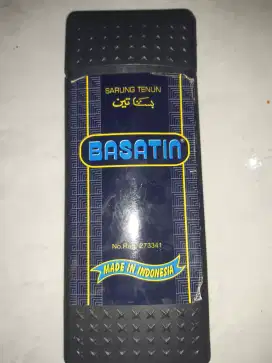 SARUNG TENUN
بساتين
BASATIN
No.Reg.273341
MADE IN INDONESIA